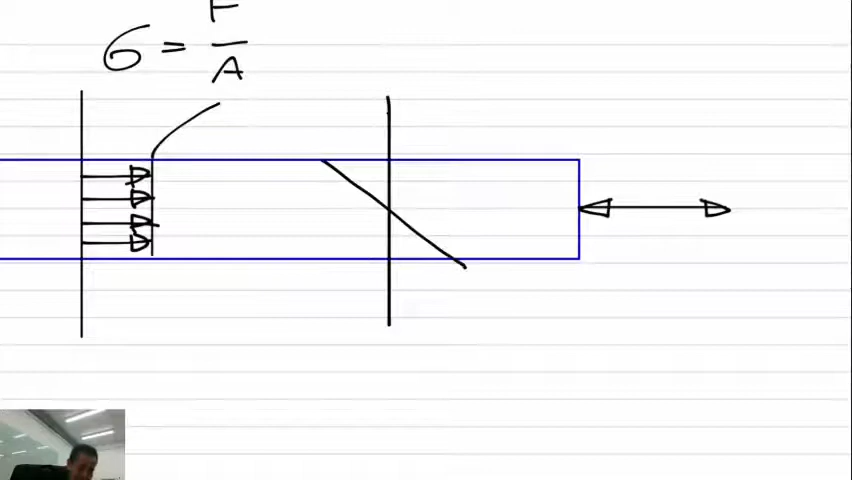 σ = F/A